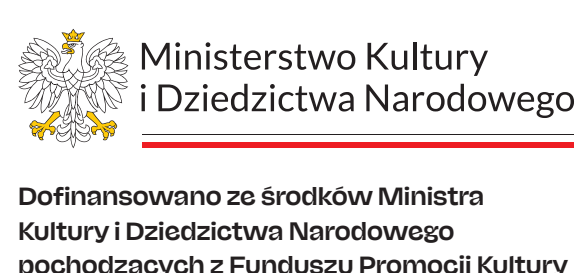 Ministerstwo Kultury
i Dziedzictwa Narodowego
Dofinansowano ze środków Ministra
Kultury i Dziedzictwa Narodowego
pochodzących z Funduszu Promocji Kultury